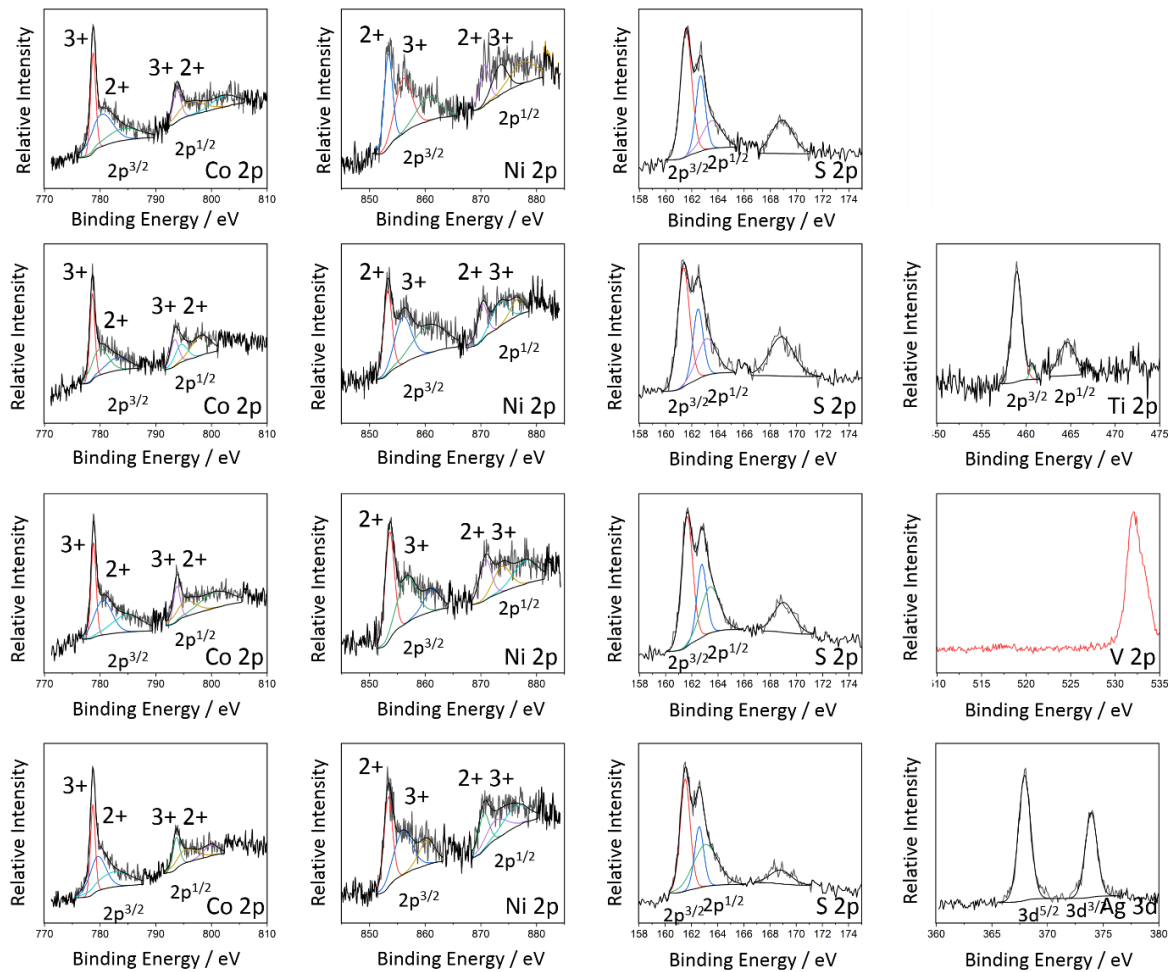 Relative Intensity
3+
2+
3+ 2+
2p3/2
2p1/2
Co 2p
770 780 790 800 810
Binding Energy / eV
Relative Intensity
2+
3+
2+ 3+
2p3/2
2p1/2
Ni 2p
850 860 870 880
Binding Energy / eV
Relative Intensity
2p3/2
2p1/2
S 2p
158 160 162 164 166 168 170 172 174
Binding Energy / eV
Relative Intensity
3+
2+
3+ 2+
2p3/2
2p1/2
Co 2p
770 780 790 800 810
Binding Energy / eV
Relative Intensity
2+
3+
2+ 3+
2p3/2
2p1/2
Ni 2p
850 860 870 880
Binding Energy / eV
Relative Intensity
2p3/2
2p1/2
S 2p
158 160 162 164 166 168 170 172 174
Binding Energy / eV
Relative Intensity
2p3/2
2p1/2
Ti 2p
50 455 460 465 470 475
Binding Energy / eV
Relative Intensity
3+
2+
3+ 2+
2p3/2
2p1/2
Co 2p
770 780 790 800 810
Binding Energy / eV
Relative Intensity
2+
3+
2+ 3+
2p3/2
2p1/2
Ni 2p
850 860 870 880
Binding Energy / eV
Relative Intensity
2p3/2
2p1/2
S 2p
158 160 162 164 166 168 170 172 174
Binding Energy / eV
Relative Intensity
V 2p
510 515 520 525 530 535
Binding Energy / eV
Relative Intensity
3+
2+
3+ 2+
2p3/2
2p1/2
Co 2p
770 780 790 800 810
Binding Energy / eV
Relative Intensity
2+
3+
2+ 3+
2p3/2
2p1/2
Ni 2p
850 860 870 880
Binding Energy / eV
Relative Intensity
2p3/2
2p1/2
S 2p
158 160 162 164 166 168 170 172 174
Binding Energy / eV
Relative Intensity
3d5/2
3d3/2
Ag 3d
360 370 380 390 380
Binding Energy / eV